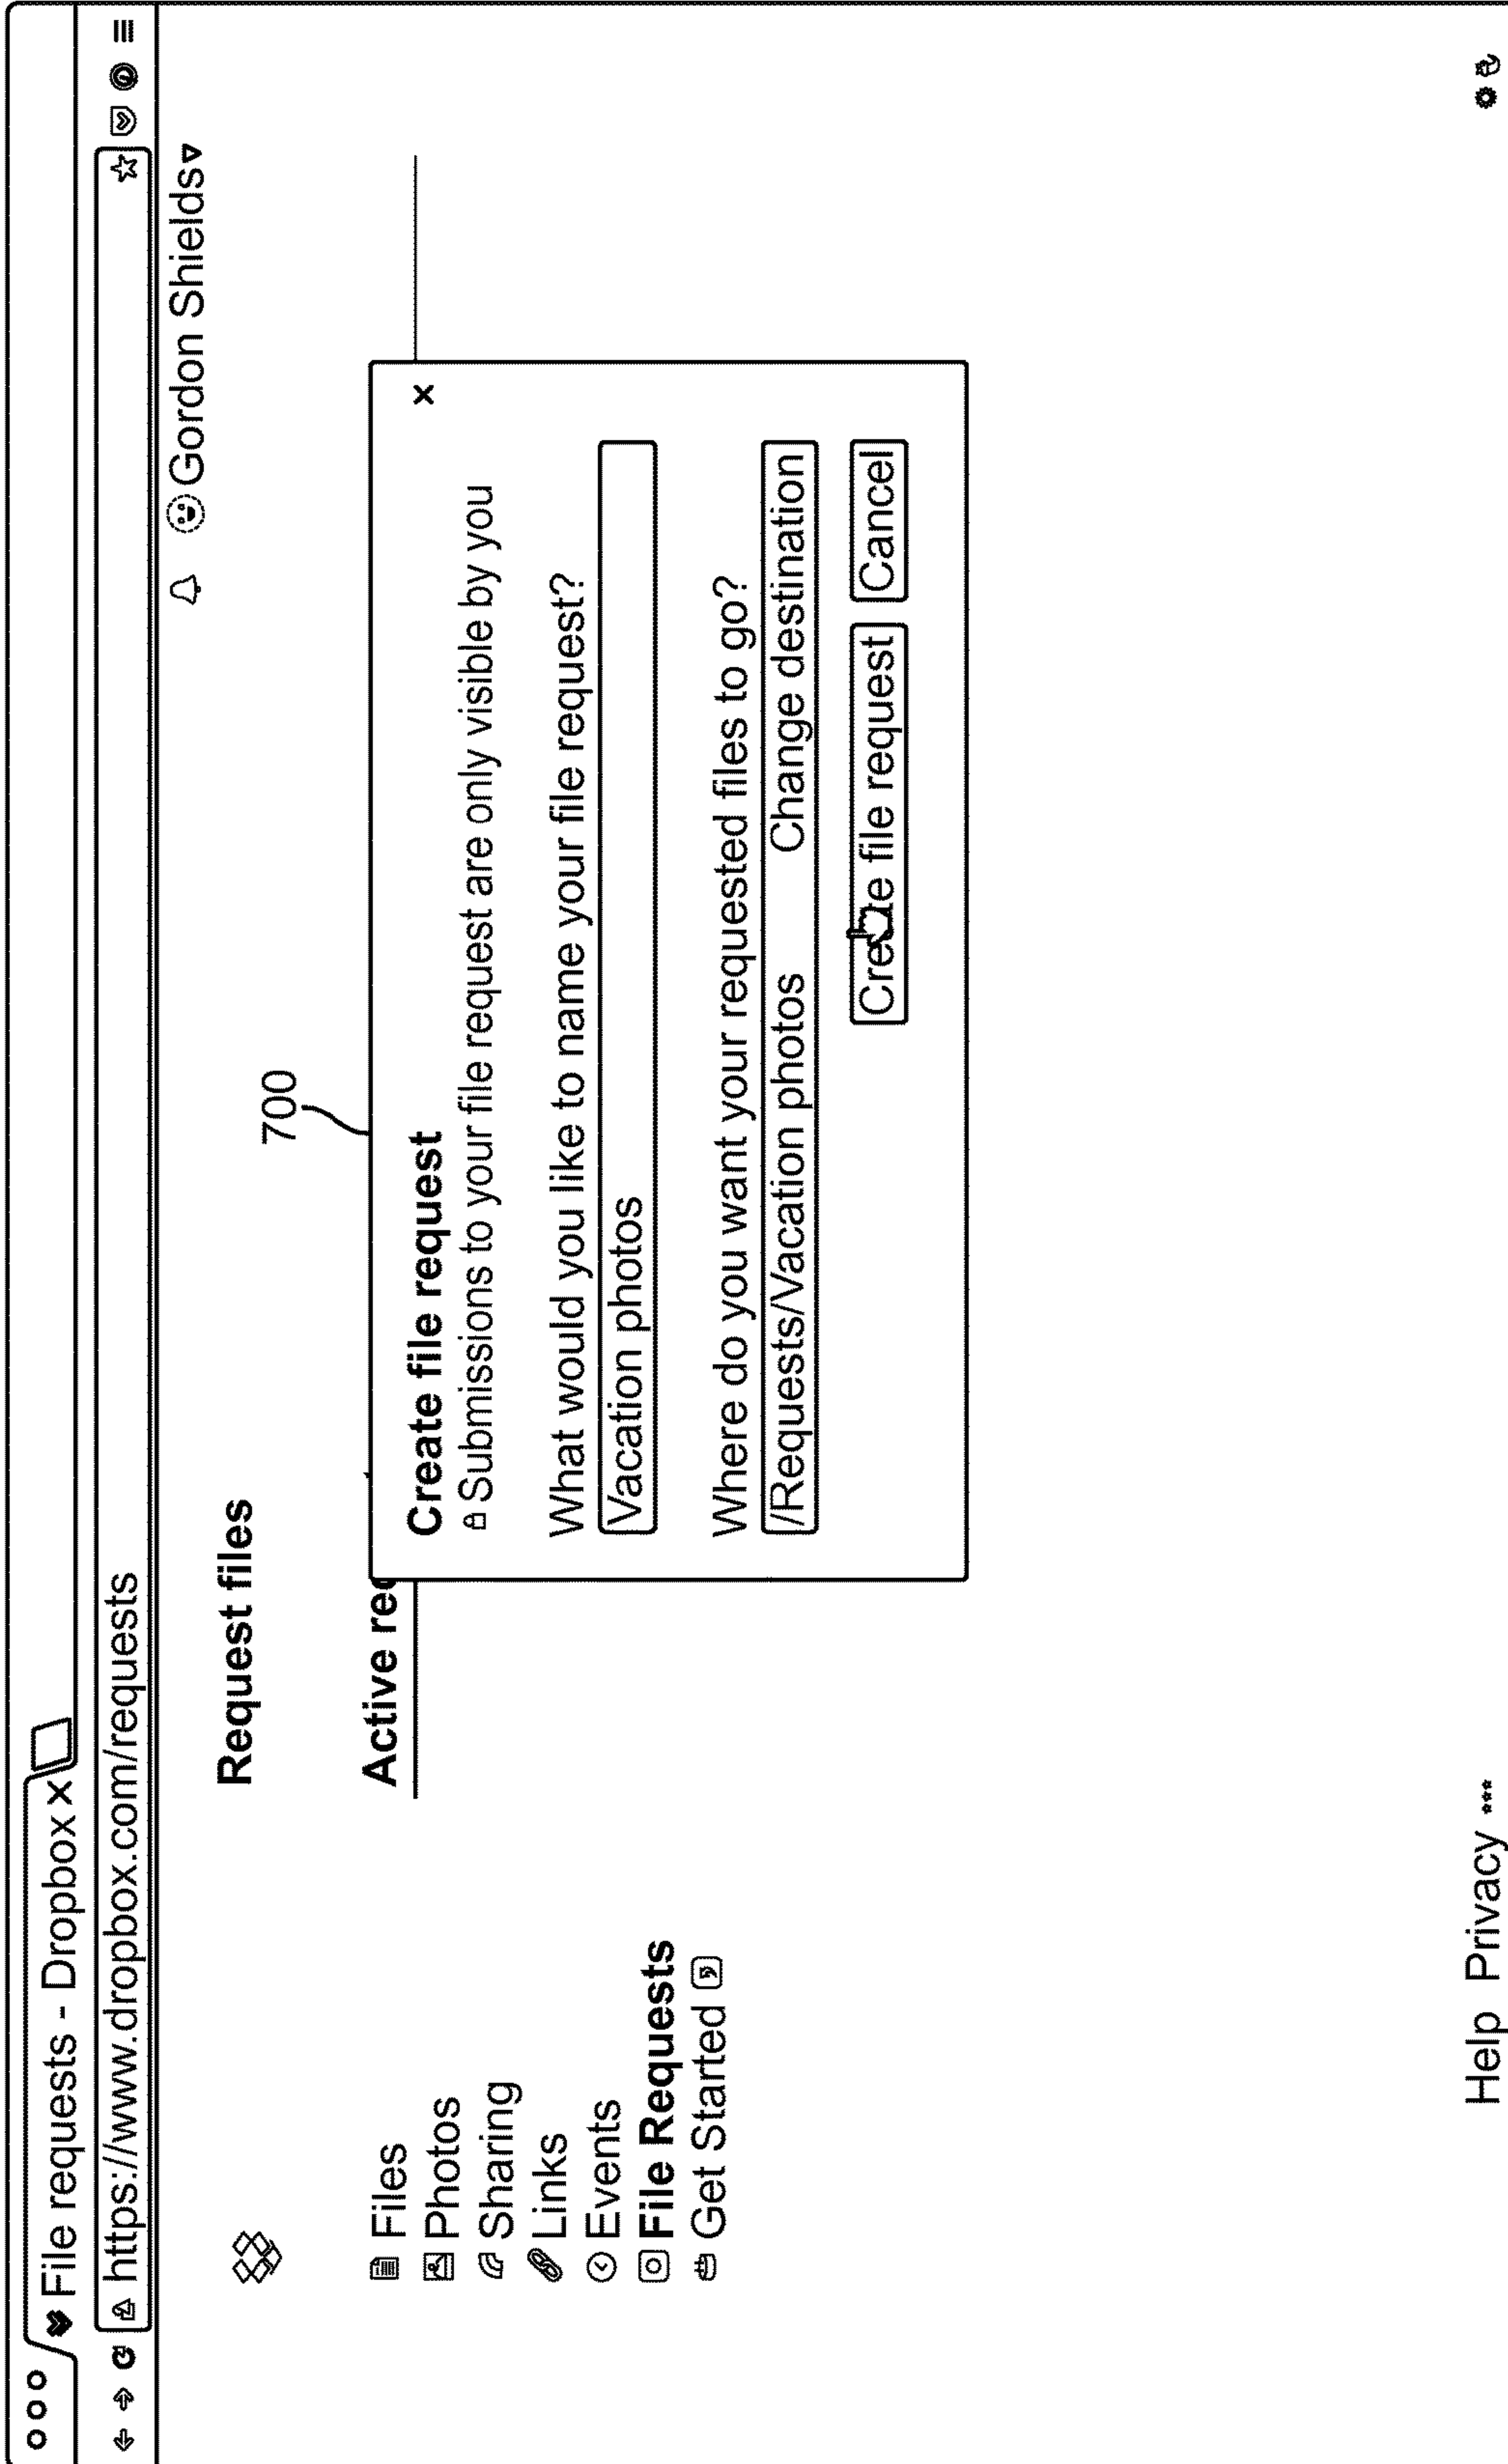 File requests - Dropbox
https://www.dropbox.com/requests
Gordon Shields
Request files
700
Active rec
Files
Photos
Sharing
Links
Events
File Requests
Get Started
Create file request
Submissions to your file request are only visible by you
What would you like to name your file request?
Vacation photos
Where do you want your requested files to go?
/Requests/Vacation photos Change destination
Create file request Cancel
Help Privacy